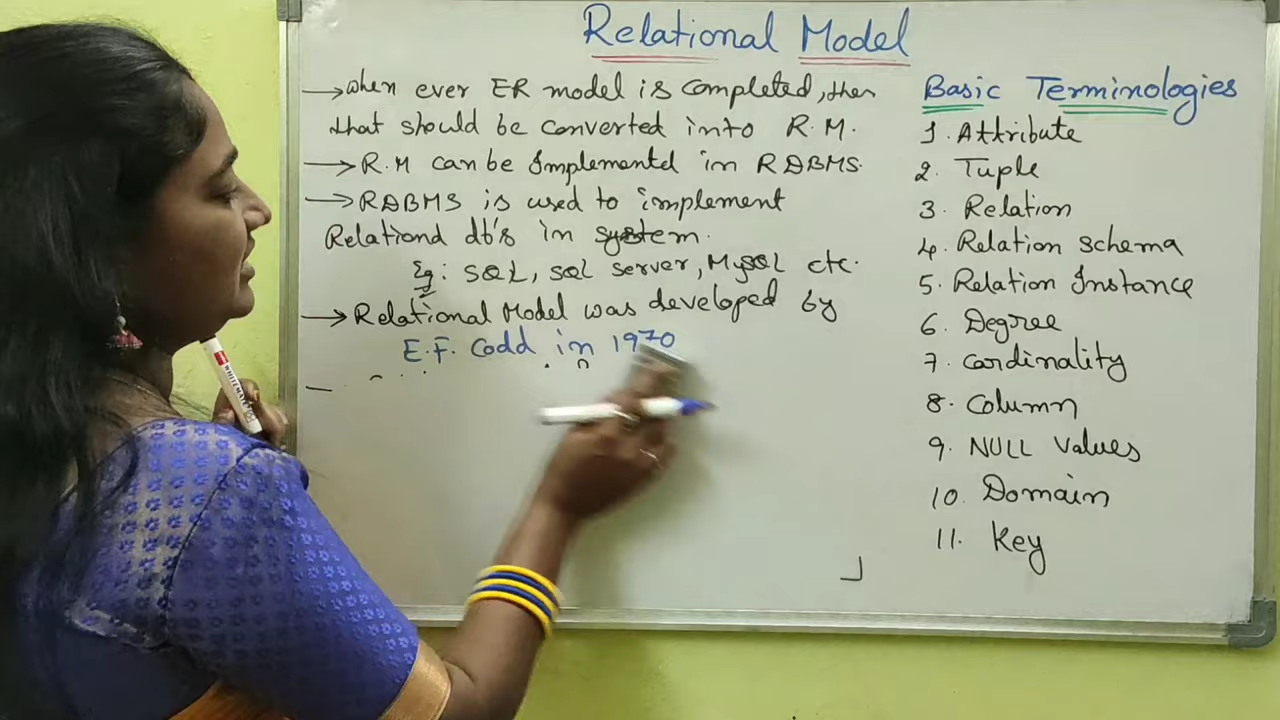 Relational Model
→ when ever ER model is completed, then
that should be converted into R.M.
→ R.M can be Implementd in RDBMS.
→ RDBMS is used to implement
Relationd db's in system.
Eg: SQL, SQL server, MySQL etc.
→ Relational Model was developed by
E.F. Codd in 1970
Basic Terminologies
1. Attribute
2. Tuple
3. Relation
4. Relation schema
5. Relation Instance
6. Degree
7. Cardinality
8. Column
9. NULL Values
10. Domain
11. Key